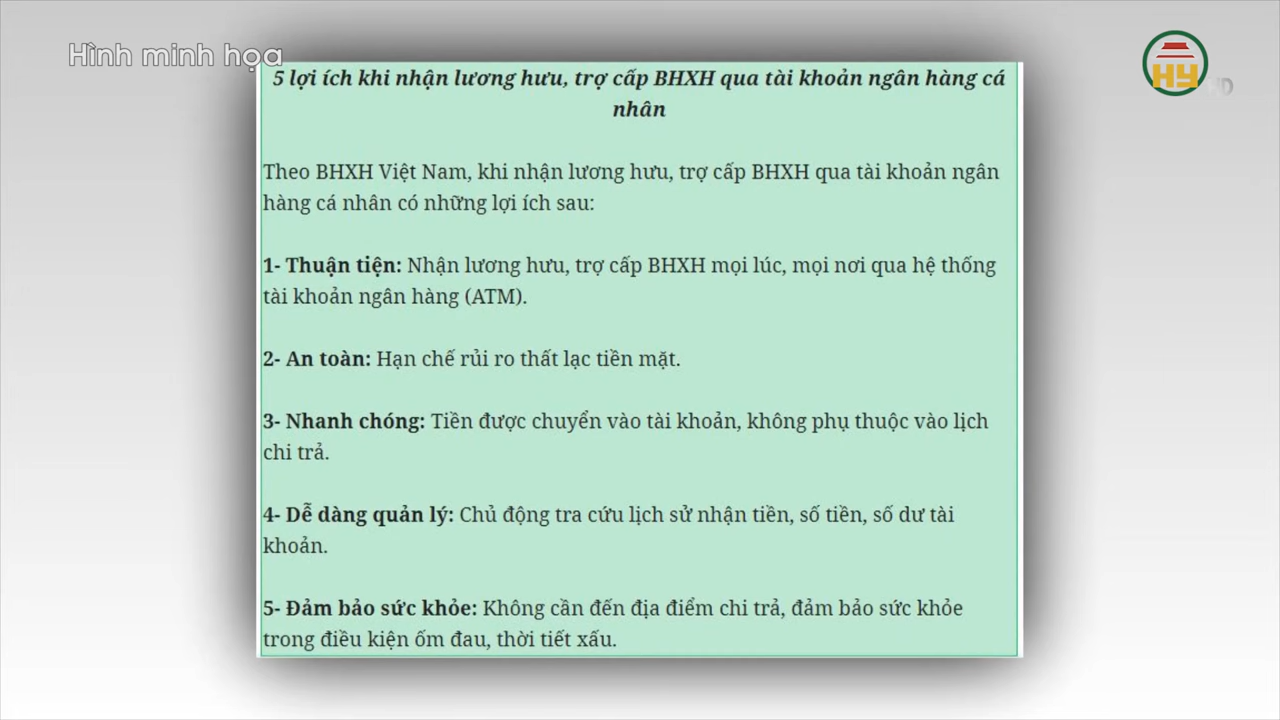 Hình minh họa
HY
HD
5 lợi ích khi nhận lương hưu, trợ cấp BHXH qua tài khoản ngân hàng cá
nhân
Theo BHXH Việt Nam, khi nhận lương hưu, trợ cấp BHXH qua tài khoản ngân
hàng cá nhân có những lợi ích sau:
1- Thuận tiện: Nhận lương hưu, trợ cấp BHXH mọi lúc, mọi nơi qua hệ thống
tài khoản ngân hàng (ATM).
2- An toàn: Hạn chế rủi ro thất lạc tiền mặt.
3- Nhanh chóng: Tiền được chuyển vào tài khoản, không phụ thuộc vào lịch
chi trả.
4- Dễ dàng quản lý: Chủ động tra cứu lịch sử nhận tiền, số tiền, số dư tài
khoản.
5- Đảm bảo sức khỏe: Không cần đến địa điểm chi trả, đảm bảo sức khỏe
trong điều kiện ốm đau, thời tiết xấu.